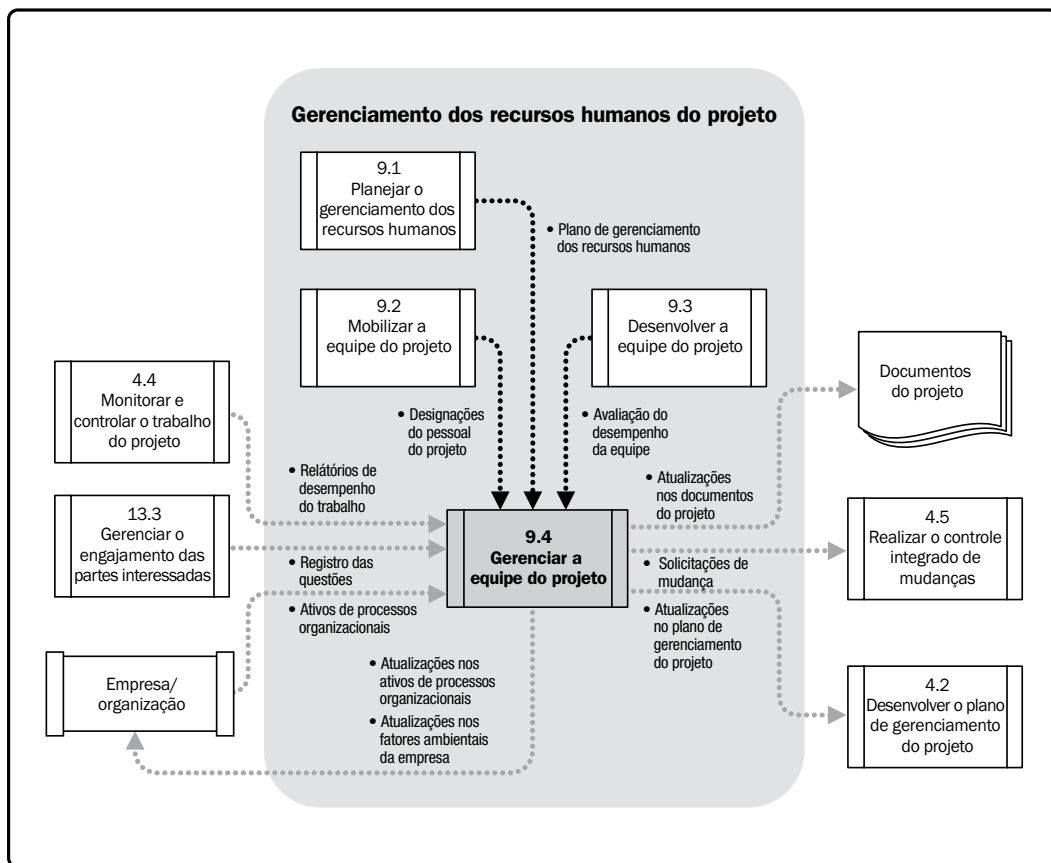 Gerenciamento dos recursos humanos do projeto
9.1
Planejar o
gerenciamento dos
recursos humanos
• Plano de gerenciamento
dos recursos humanos
9.2
Mobilizar a
equipe do projeto
9.3
Desenvolver a
equipe do projeto
Documentos
do projeto
4.4
Monitorar e
controlar o trabalho
do projeto
• Designações
do pessoal
do projeto
• Avaliação do
desempenho
da equipe
• Relátórios de
desempenho
do trabalho
• Atualizações
nos documentos
do projeto
13.3
Gerenciar o
engajamento das
partes interessadas
9.4
Gerenciar a
equipe do projeto
4.5
Realizar o controle
integrado de
mudanças
• Registro das
questões
• Ativos de processos
organizacionais
• Solicitações
de mudança
• Atualizações
no plano de
gerenciamento
do projeto
Empresa/
organização
• Atualizações nos
ativos de processos
organizacionais
• Atualizações nos
fatores ambientais
da empresa
4.2
Desenvolver o plano
de gerenciamento
do projeto